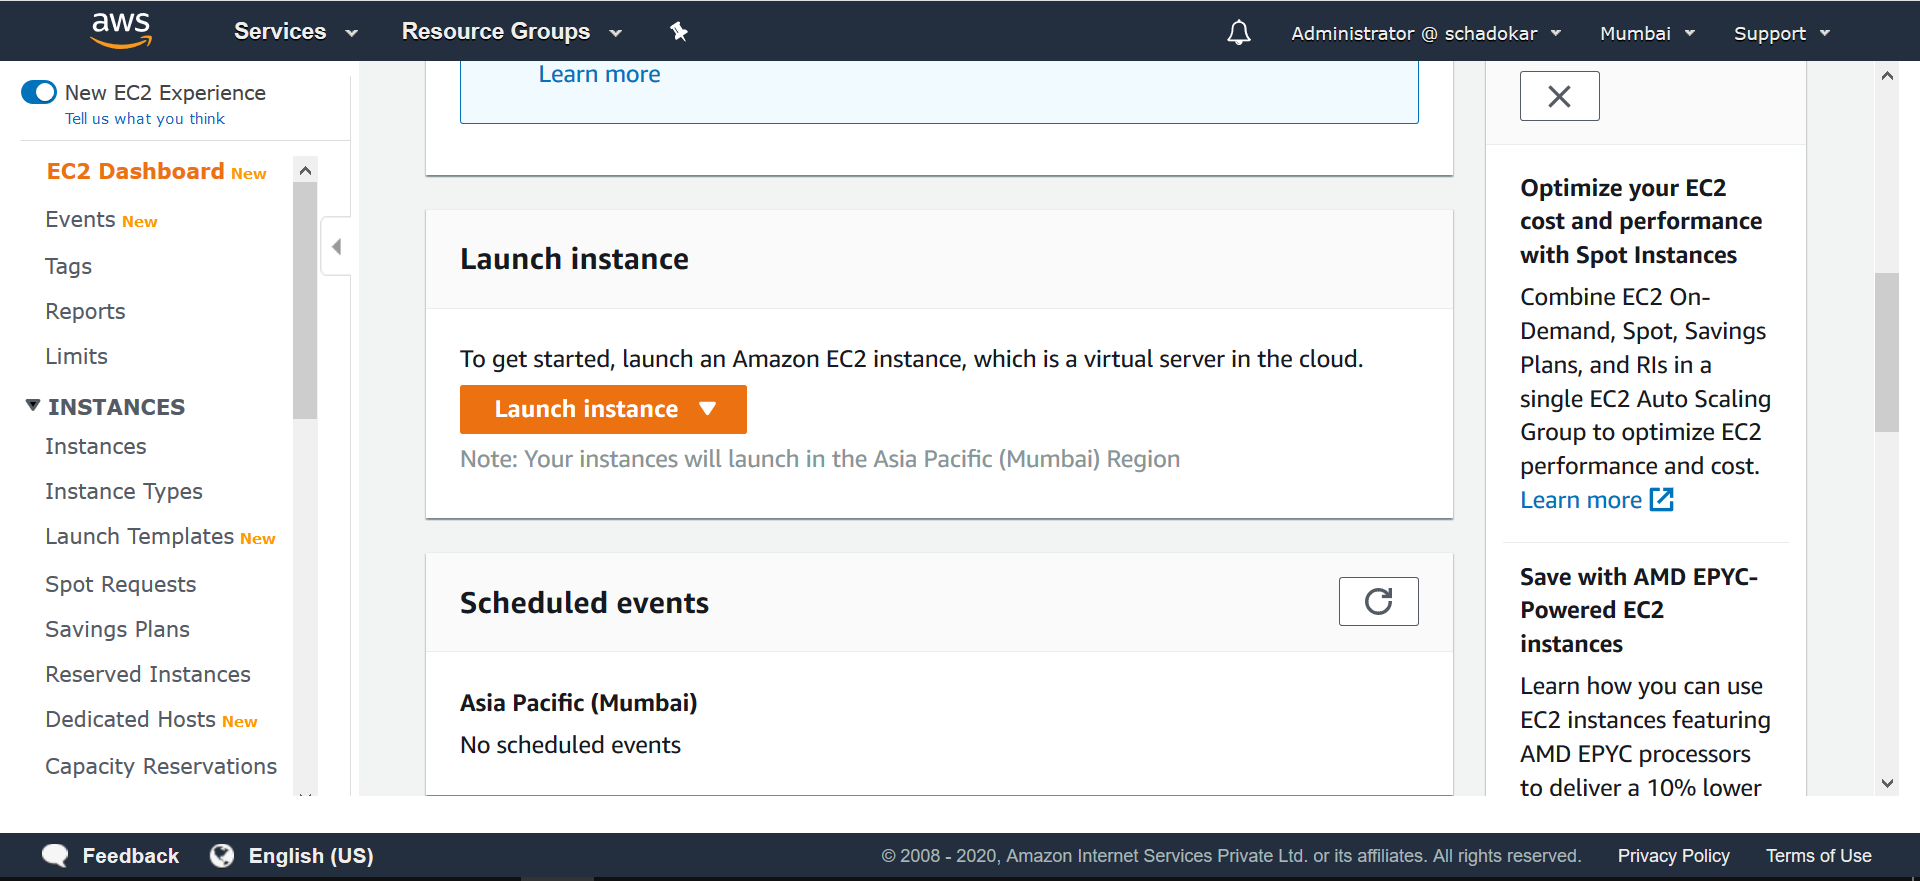 aws
Services
Resource Groups
Administrator @ schadokar
Mumbai
Support
New EC2 Experience
Tell us what you think
EC2 Dashboard New
Events New
Tags
Reports
Limits
INSTANCES
Instances
Instance Types
Launch Templates New
Spot Requests
Savings Plans
Reserved Instances
Dedicated Hosts New
Capacity Reservations
Learn more
Launch instance
To get started, launch an Amazon EC2 instance, which is a virtual server in the cloud.
Launch instance
Note: Your instances will launch in the Asia Pacific (Mumbai) Region
Scheduled events
Asia Pacific (Mumbai)
No scheduled events
Optimize your EC2
cost and performance
with Spot Instances
Combine EC2 On-
Demand, Spot, Savings
Plans, and RIs in a
single EC2 Auto Scaling
Group to optimize EC2
performance and cost.
Learn more
Save with AMD EPYC-
Powered EC2
instances
Learn how you can use
EC2 instances featuring
AMD EPYC processors
to deliver a 10% lower
Feedback
English (US)
© 2008 - 2020, Amazon Internet Services Private Ltd. or its affiliates. All rights reserved.
Privacy Policy
Terms of Use